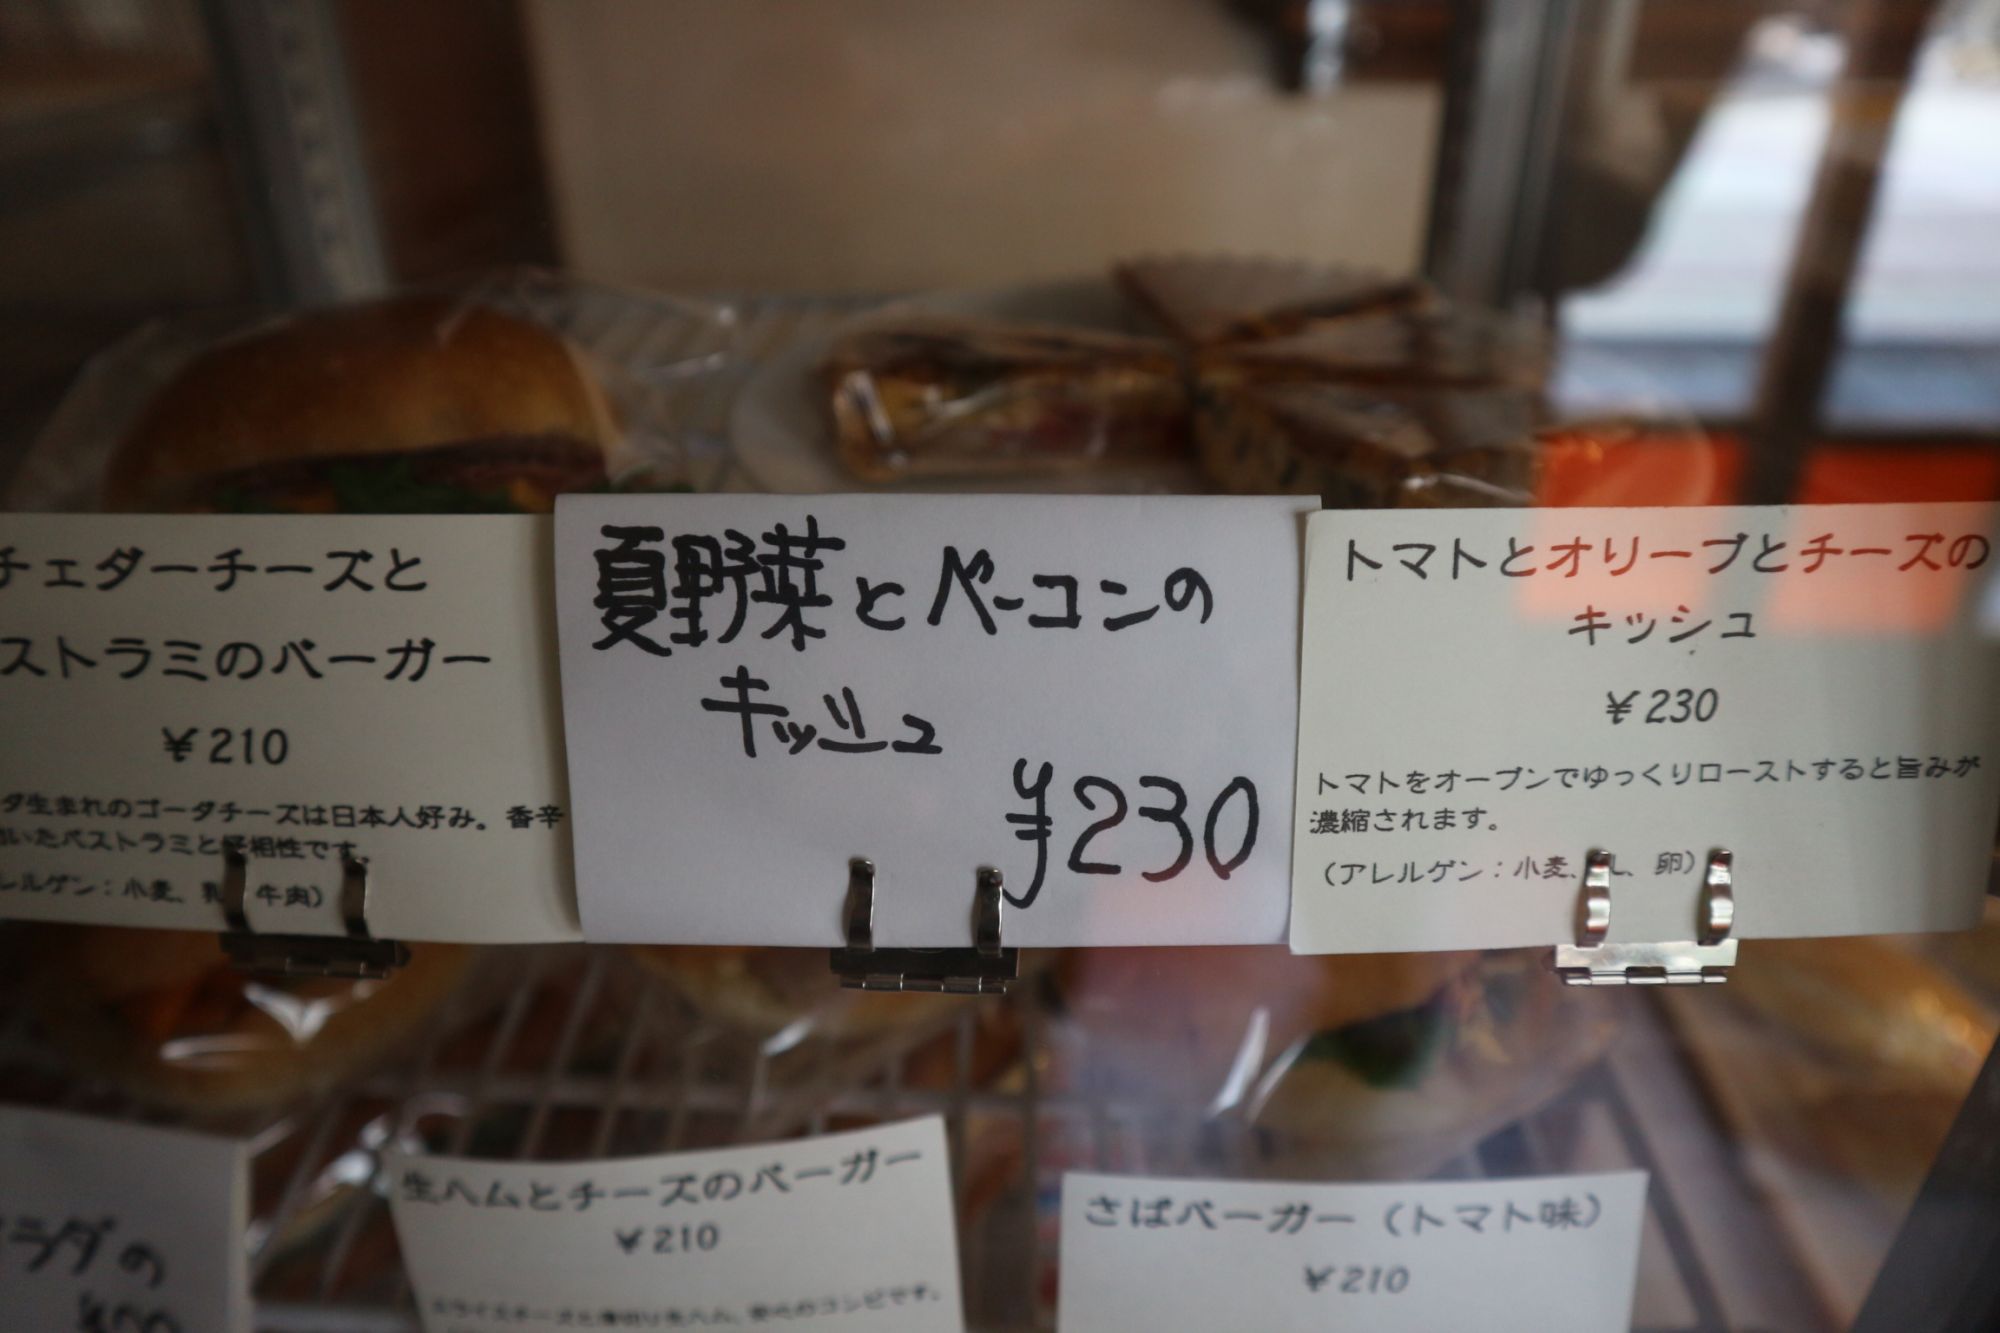 チェダーチーズと
ストラミのバーガー
￥210
ダ生まれのゴーダチーズは日本人好み。香辛
いたパストラミと好相性です。
レルゲン：小麦、乳、牛肉）
夏野菜とベーコンの
キッシュ
¥230
トマトとオリーブとチーズの
キッシュ
￥230
トマトをオーブンでゆっくりローストすると旨みが
濃縮されます。
（アレルゲン：小麦、乳、卵）
ラダの
生ハムとチーズのバーガー
￥210
さばバーガー（トマト味）
￥210